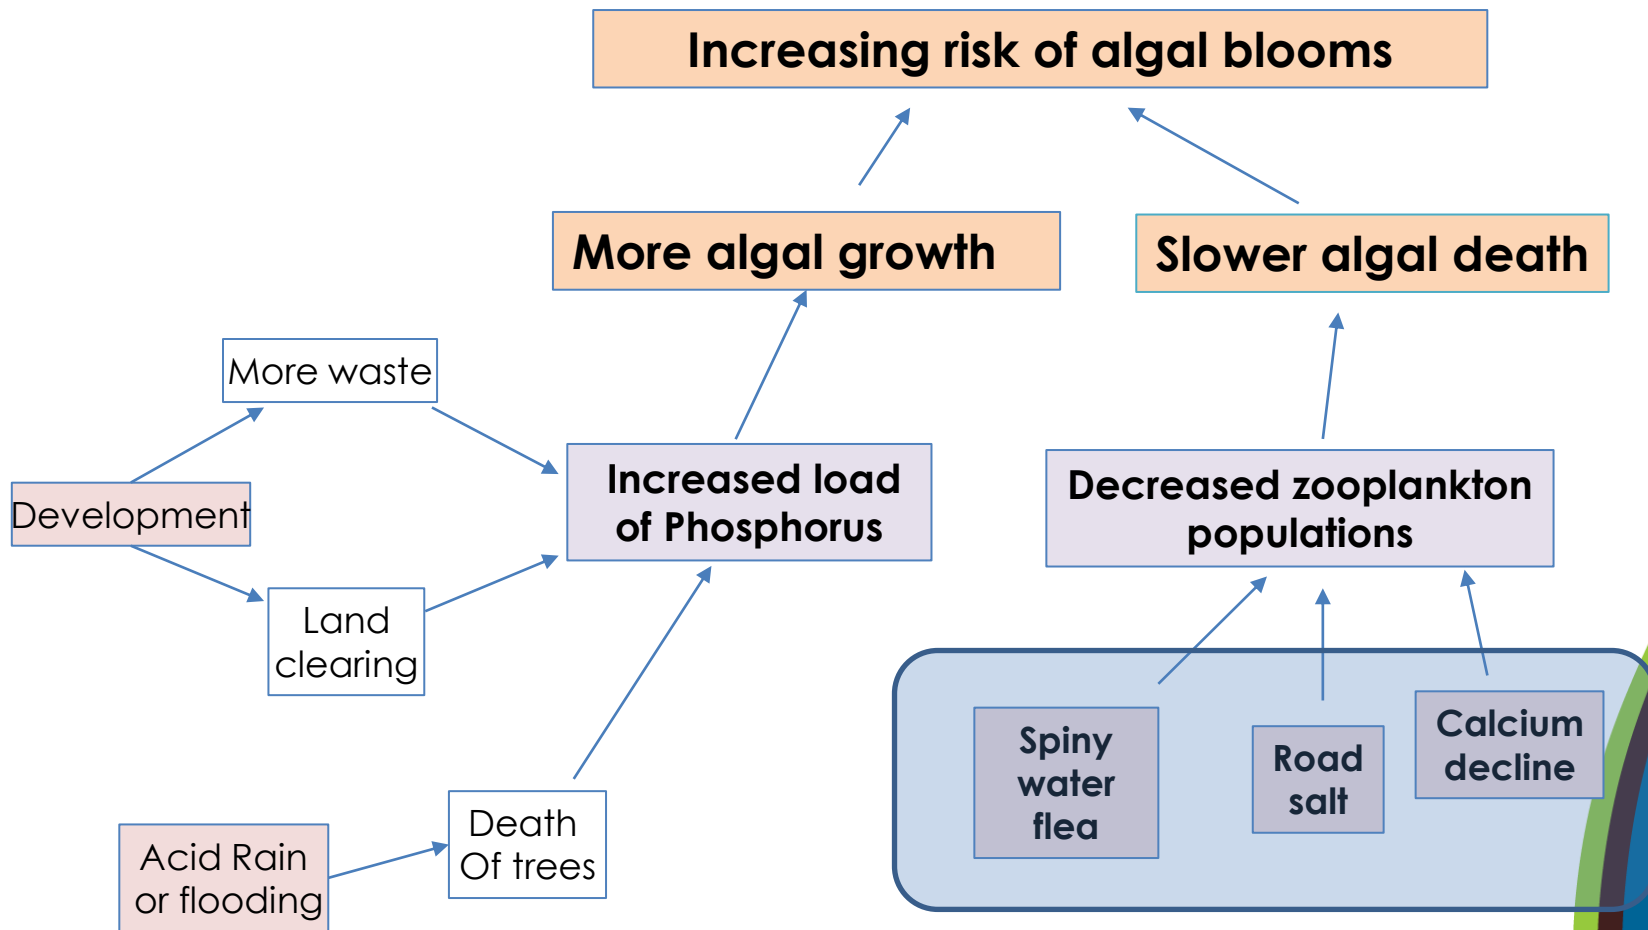 Increasing risk of algal blooms
More algal growth
Slower algal death
More waste
Development
Increased load
of Phosphorus
Decreased zooplankton
populations
Land
clearing
Spiny
water
flea
Road
salt
Calcium
decline
Death
Of trees
Acid Rain
or flooding